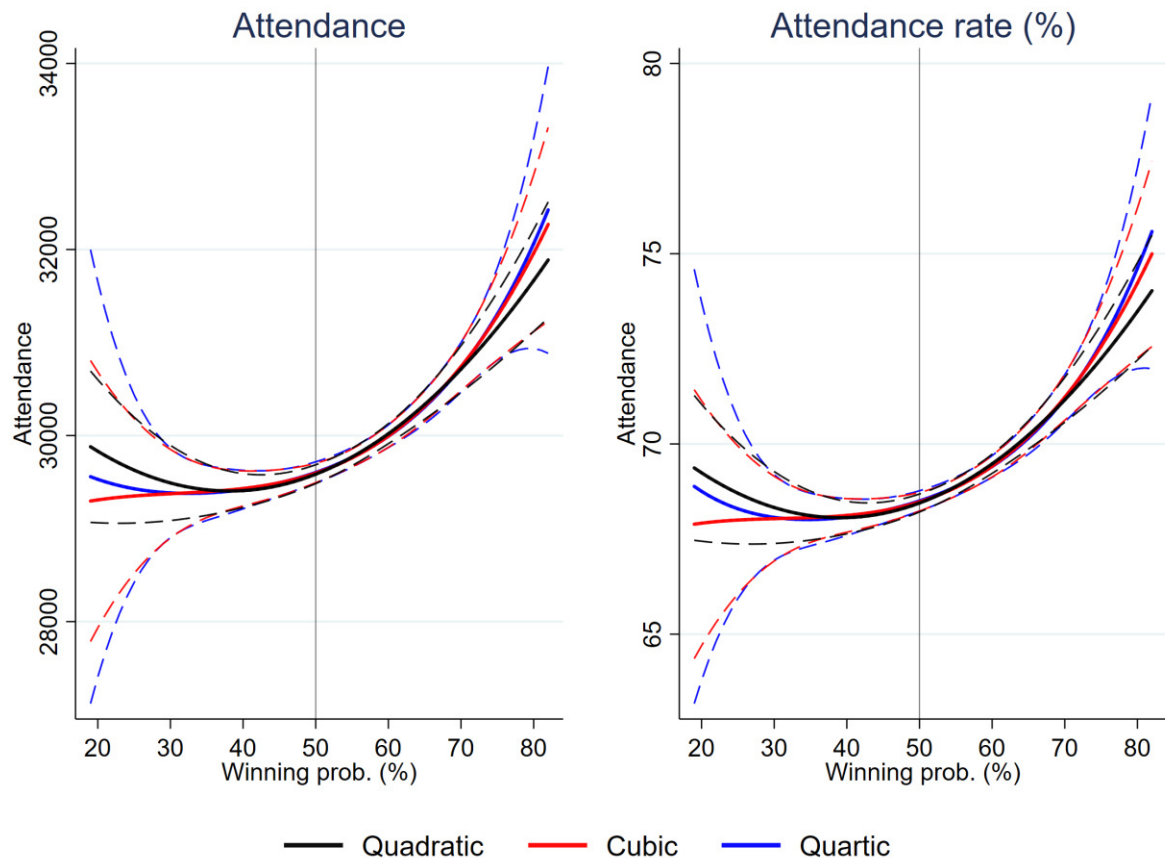 Attendance
Attendance
34000
32000
30000
28000
20 30 40 50 60 70 80
Winning prob. (%)
Attendance rate (%)
Attendance
80
75
70
65
20 30 40 50 60 70 80
Winning prob. (%)
Quadratic Cubic Quartic